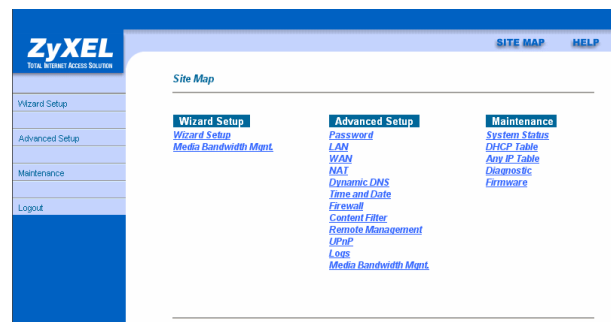 ZyXEL
TOTAL INTERNET ACCESS SOLUTION
SITE MAP
HELP
Wizard Setup
Advanced Setup
Maintenance
Logout
Site Map
Wizard Setup
Wizard Setup
Media Bandwidth Mgnt.
Advanced Setup
Password
LAN
WAN
NAT
Dynamic DNS
Time and Date
Firewall
Content Filter
Remote Management
UPnP
Logs
Media Bandwidth Mgnt.
Maintenance
System Status
DHCP Table
Any IP Table
Diagnostic
Firmware